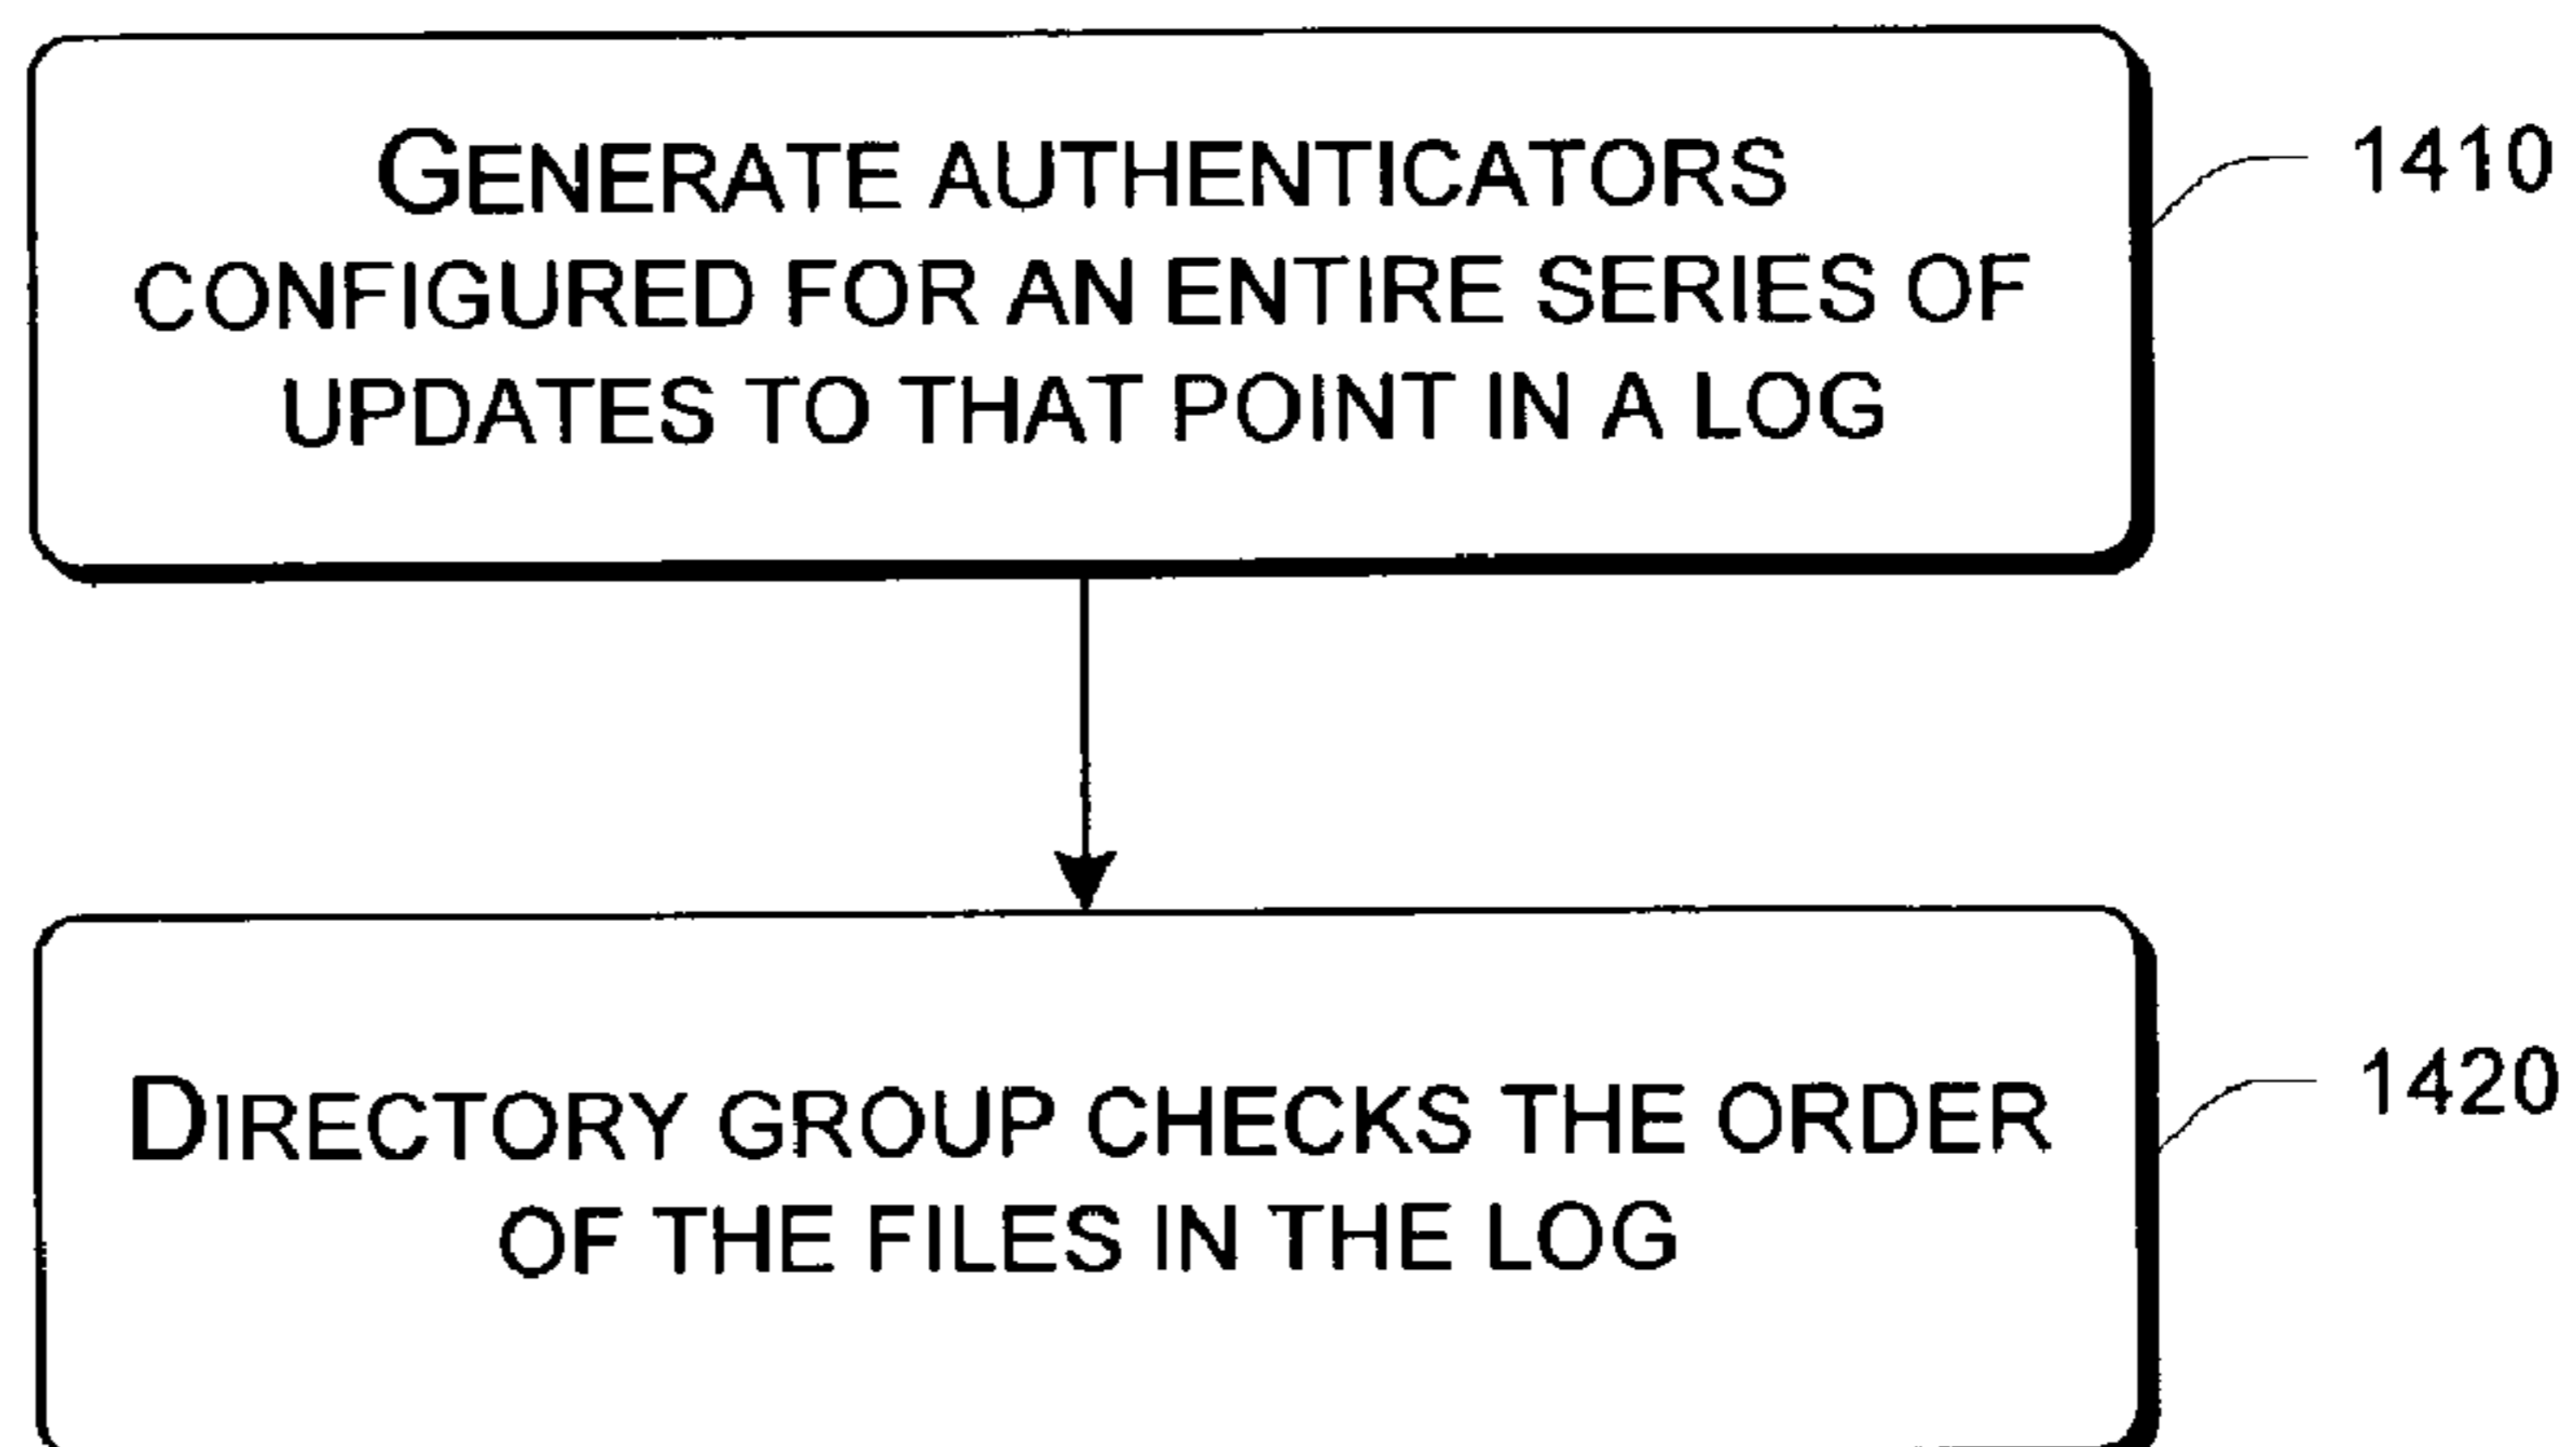 GENERATE AUTHENTICATORS
CONFIGURED FOR AN ENTIRE SERIES OF
UPDATES TO THAT POINT IN A LOG
1410
DIRECTORY GROUP CHECKS THE ORDER
OF THE FILES IN THE LOG
1420